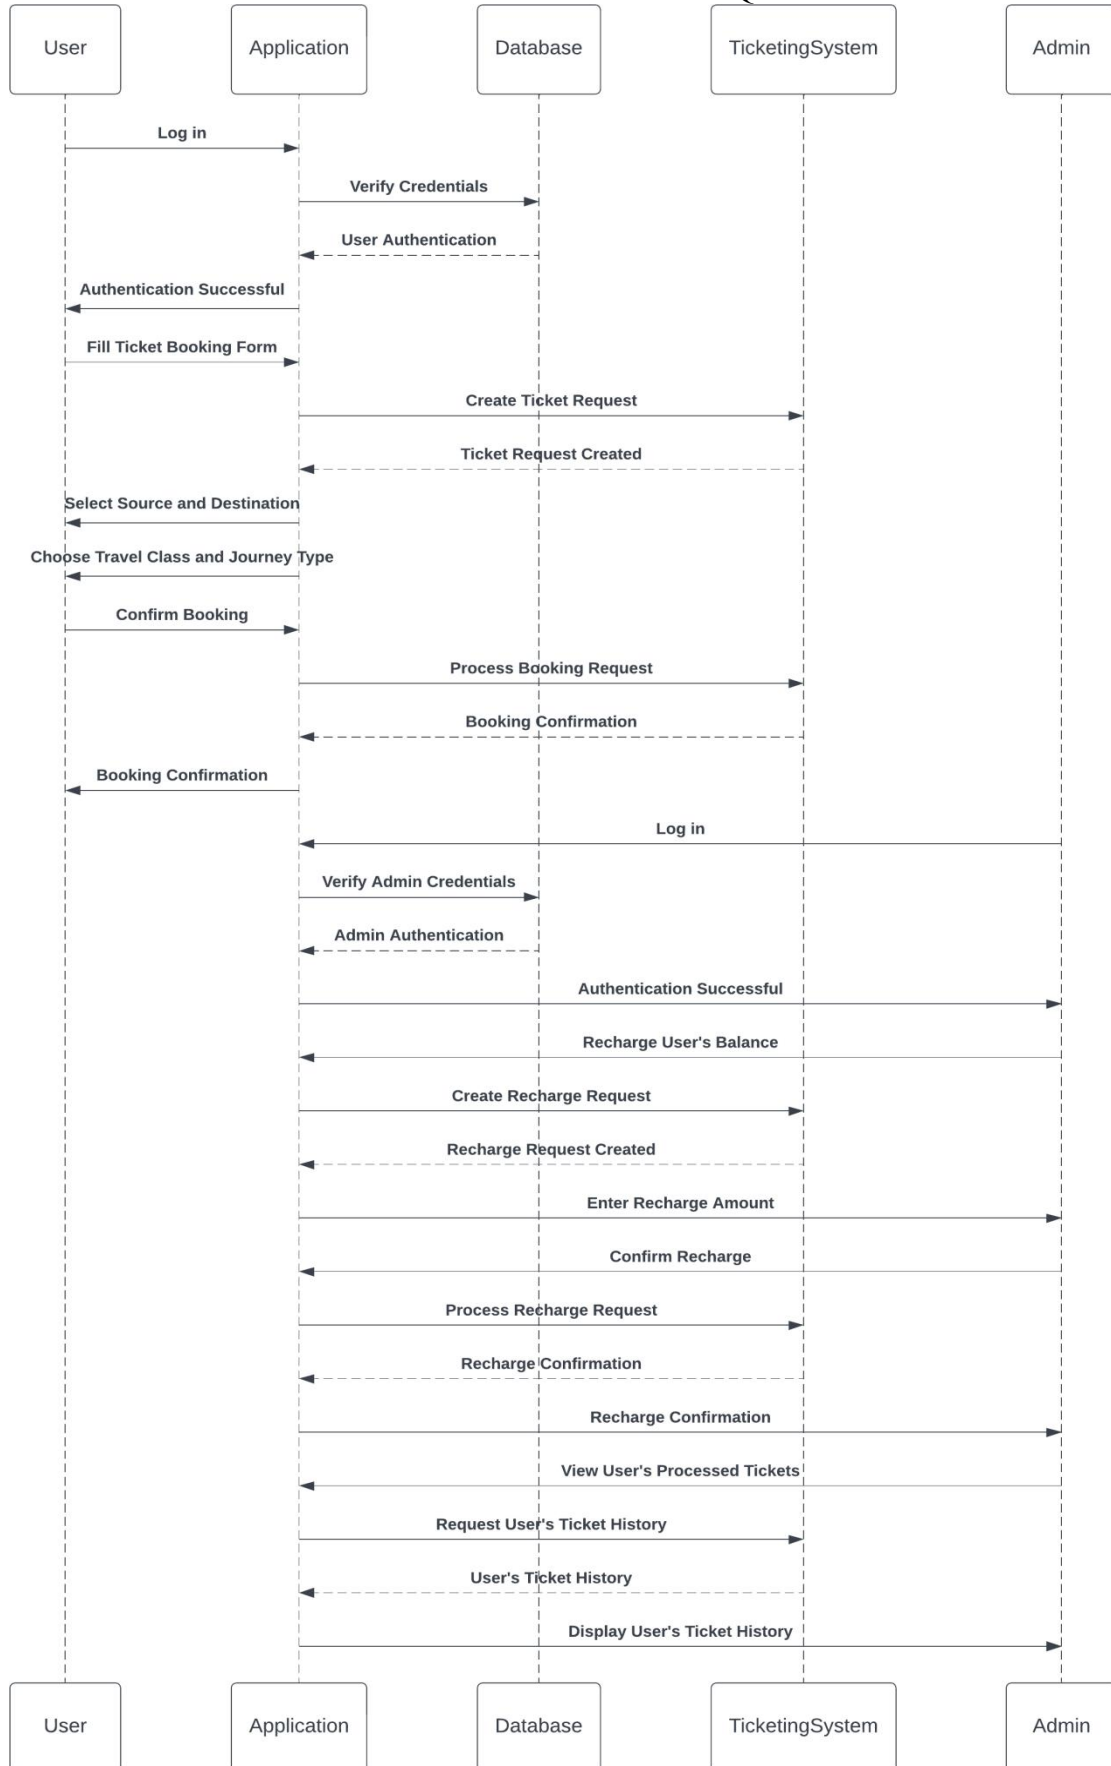 User
Application
Database
TicketingSystem
Admin
Log in
Verify Credentials
User Authentication
Authentication Successful
Fill Ticket Booking Form
Create Ticket Request
Ticket Request Created
Select Source and Destination
Choose Travel Class and Journey Type
Confirm Booking
Process Booking Request
Booking Confirmation
Booking Confirmation
Log in
Verify Admin Credentials
Admin Authentication
Authentication Successful
Recharge User's Balance
Create Recharge Request
Recharge Request Created
Enter Recharge Amount
Confirm Recharge
Process Recharge Request
Recharge Confirmation
Recharge Confirmation
View User's Processed Tickets
Request User's Ticket History
User's Ticket History
Display User's Ticket History
User
Application
Database
TicketingSystem
Admin